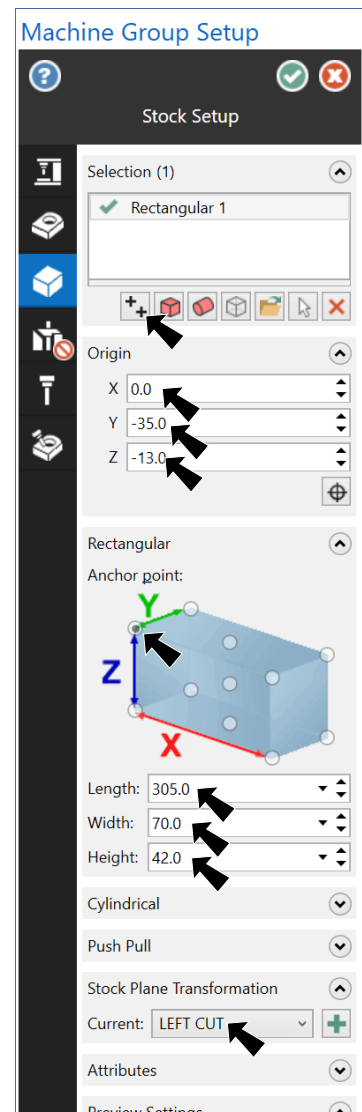 Machine Group Setup
?
Stock Setup
Selection (1)
Rectangular 1
Origin
X 0.0
Y -35.0
Z -13.0
Rectangular
Anchor point:
Y
Z
X
Length: 305.0
Width: 70.0
Height: 42.0
Cylindrical
Push Pull
Stock Plane Transformation
Current: LEFT CUT
Attributes
Preview Settings